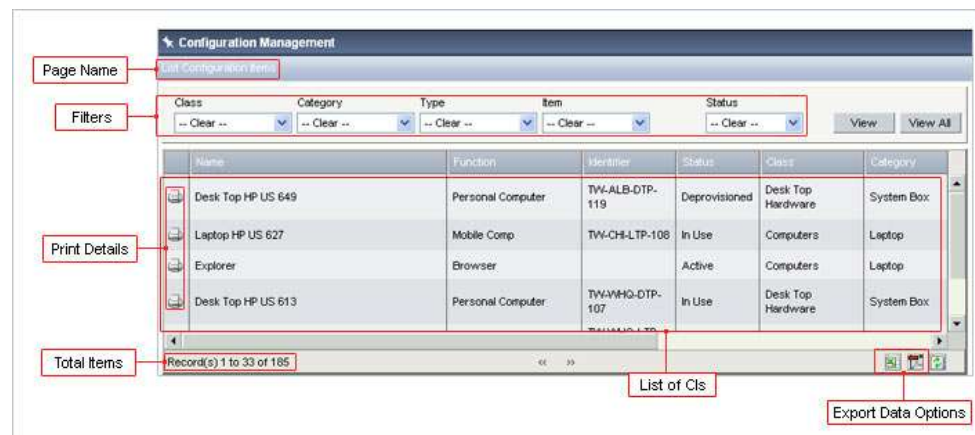 Configuration Management
Page Name
List Configuration Items
Filters
Class Category Type Item Status
-- Clear -- -- Clear -- -- Clear -- -- Clear -- -- Clear -- View View All
Name Function Identifier Status Class Category
Desk Top HP US 649 Personal Computer TW-ALB-DTP-119 Deprovisioned Desk Top Hardware System Box
Print Details
Laptop HP US 627 Mobile Comp TW-CHI-LTP-108 In Use Computers Laptop
Explorer Browser Active Computers Laptop
Desk Top HP US 613 Personal Computer TW-WHQ-DTP-107 In Use Desk Top Hardware System Box
Total Items
Record(s) 1 to 33 of 185 « »
List of CIs
Export Data Options